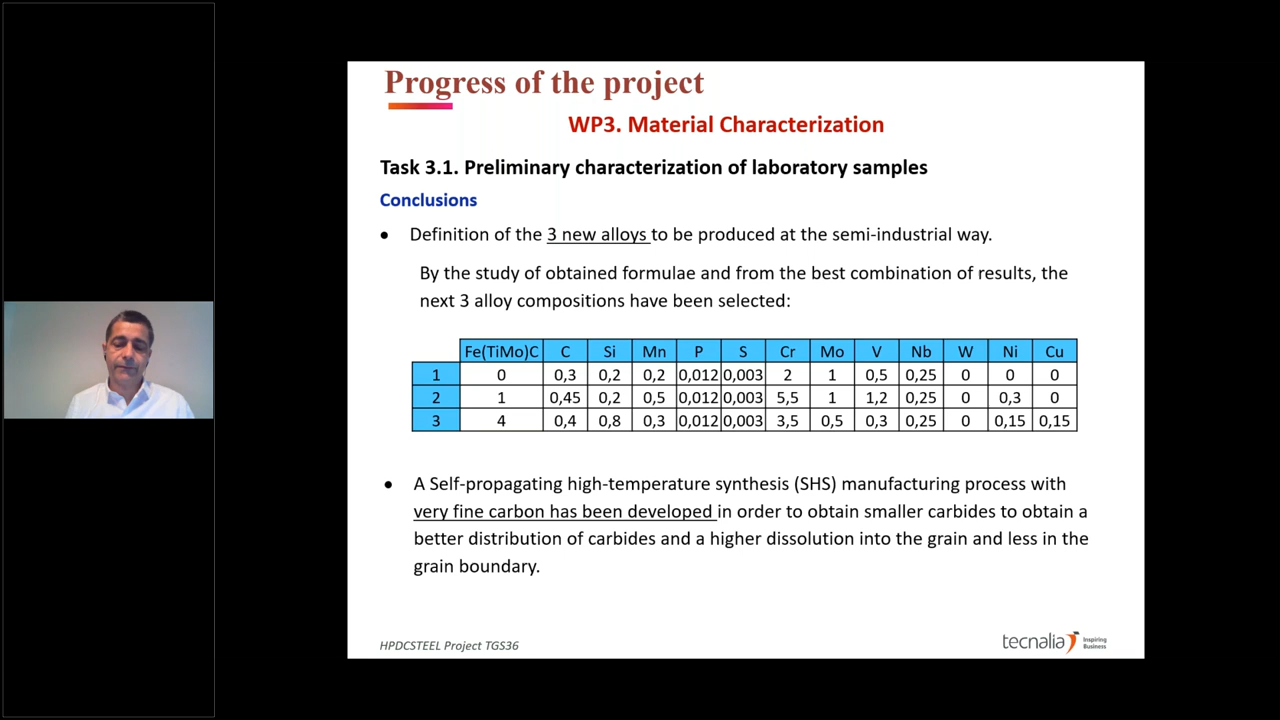 Progress of the project
WP3. Material Characterization
Task 3.1. Preliminary characterization of laboratory samples
Conclusions
• Definition of the 3 new alloys to be produced at the semi-industrial way.
By the study of obtained formulae and from the best combination of results, the
next 3 alloy compositions have been selected:
Fe(TiMo)C C Si Mn P S Cr Mo V Nb W Ni Cu
1 0 0,3 0,2 0,2 0,012 0,003 2 1 0,5 0,25 0 0 0
2 1 0,45 0,2 0,5 0,012 0,003 5,5 1 1,2 0,25 0 0,3 0
3 4 0,4 0,8 0,3 0,012 0,003 3,5 0,5 0,3 0,25 0 0,15 0,15
• A Self-propagating high-temperature synthesis (SHS) manufacturing process with
very fine carbon has been developed in order to obtain smaller carbides to obtain a
better distribution of carbides and a higher dissolution into the grain and less in the
grain boundary.
HPDCSTEEL Project TGS36
tecnalia Inspiring
Business